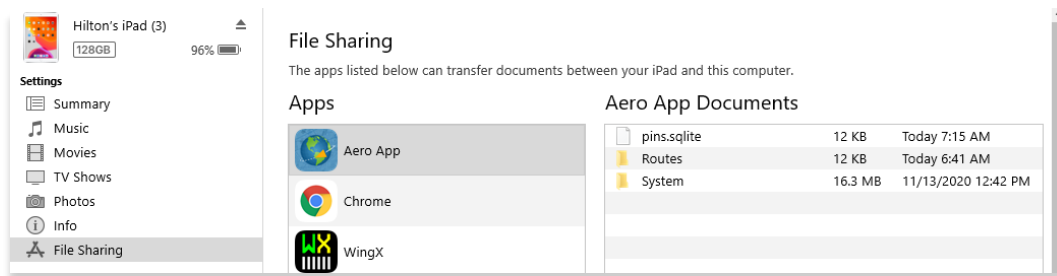 Hilton's iPad (3)
128GB 96%
Settings
Summary
Music
Movies
TV Shows
Photos
Info
File Sharing
File Sharing
The apps listed below can transfer documents between your iPad and this computer.
Apps
Aero App
Chrome
WX
WingX
Aero App Documents
pins.sqlite 12 KB Today 7:15 AM
Routes 12 KB Today 6:41 AM
System 16.3 MB 11/13/2020 12:42 PM